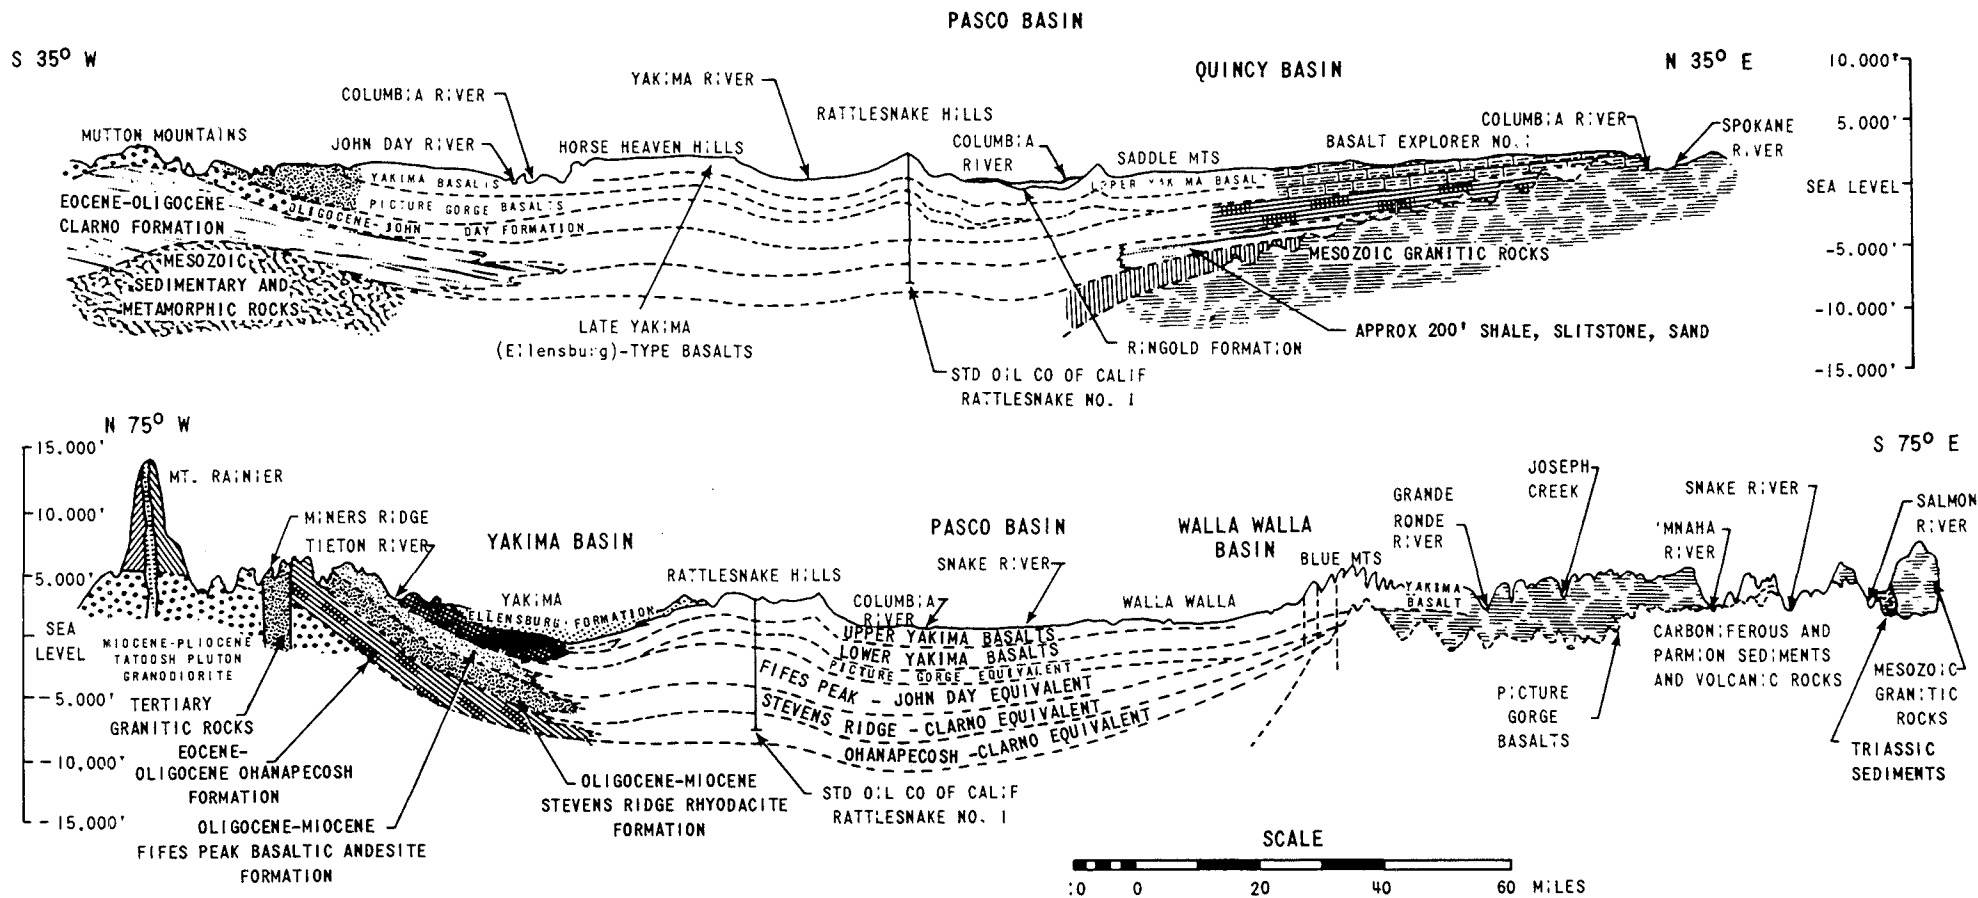 PASCO BASIN
S 35° W
QUINCY BASIN
N 35° E
10.000'
5.000'
SEA LEVEL
-5.000'
-10.000'
-15.000'
YAKIMA RIVER
COLUMBIA RIVER
RATTLESNAKE HILLS
MUTTON MOUNTAINS
JOHN DAY RIVER
HORSE HEAVEN HILLS
COLUMBIA
RIVER
SADDLE MTS
BASALT EXPLORER NO. 1
COLUMBIA RIVER
SPOKANE
RIVER
YAKIMA BASALTS
UPPER YAKIMA BASAL
PICTURE GORGE BASALTS
OLIGOCENE - JOHN DAY FORMATION
EOCENE-OLIGOCENE
CLARNO FORMATION
MESOZOIC
SEDIMENTARY AND
METAMORPHIC ROCKS
MESOZOIC GRANITIC ROCKS
LATE YAKIMA
(Ellensburg)-TYPE BASALTS
APPROX 200' SHALE, SLITSTONE, SAND
RINGOLD FORMATION
STD OIL CO OF CALIF
RATTLESNAKE NO. 1
N 75° W
S 75° E
15.000'
10.000'
5.000'
SEA
LEVEL
-5.000'
-10,000'
-15.000'
MT. RAINIER
MINERS RIDGE
TIETON RIVER
YAKIMA BASIN
PASCO BASIN
WALLA WALLA
BASIN
BLUE MTS
RATTLESNAKE HILLS
SNAKE RIVER
YAKIMA
ELLENSBURG FORMATION
COLUMBIA
RIVER
WALLA WALLA
GRANDE
RONDE
RIVER
JOSEPH
CREEK
SNAKE RIVER
'MNAHA
RIVER
SALMON
RIVER
YAKIMA
BASALT
UPPER YAKIMA BASALTS
LOWER YAKIMA BASALTS
PICTURE - GORGE EQUIVALENT
FIFES PEAK - JOHN DAY EQUIVALENT
STEVENS RIDGE - CLARNO EQUIVALENT
OHANAPECOSH - CLARNO EQUIVALENT
MIOCENE-PLIOCENE
TATOOSH PLUTON
GRANODIORITE
TERTIARY
GRANITIC ROCKS
EOCENE-
OLIGOCENE OHANAPECOSH
FORMATION
OLIGOCENE-MIOCENE
FIFES PEAK BASALTIC ANDESITE
FORMATION
OLIGOCENE-MIOCENE
STEVENS RIDGE RHYODACITE
FORMATION
STD OIL CO OF CALIF
RATTLESNAKE NO. 1
CARBONIFEROUS AND
PARMION SEDIMENTS
AND VOLCANIC ROCKS
PICTURE
GORGE
BASALTS
MESOZOIC
GRANITIC
ROCKS
TRIASSIC
SEDIMENTS
SCALE
10 0 20 40 60 MILES